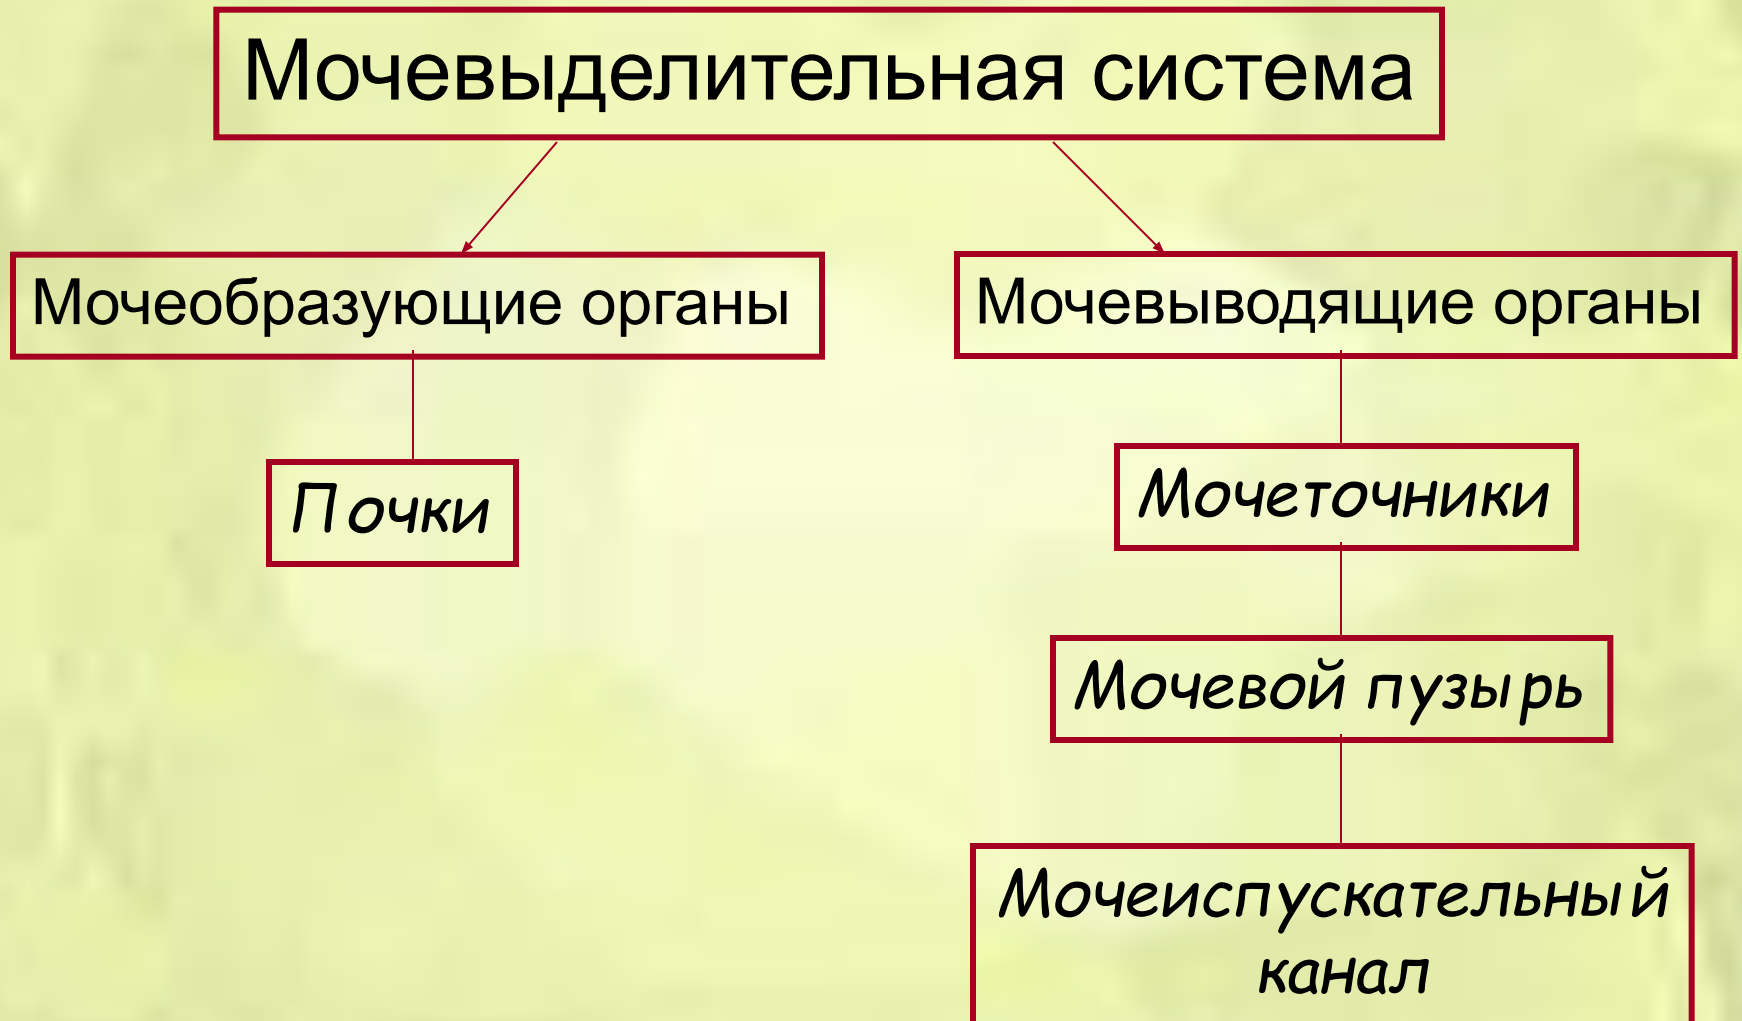 Мочевыделительная система
Мочеобразующие органы
Мочевыводящие органы
Почки
Мочеточники
Мочевой пузырь
Мочеиспускательный
канал